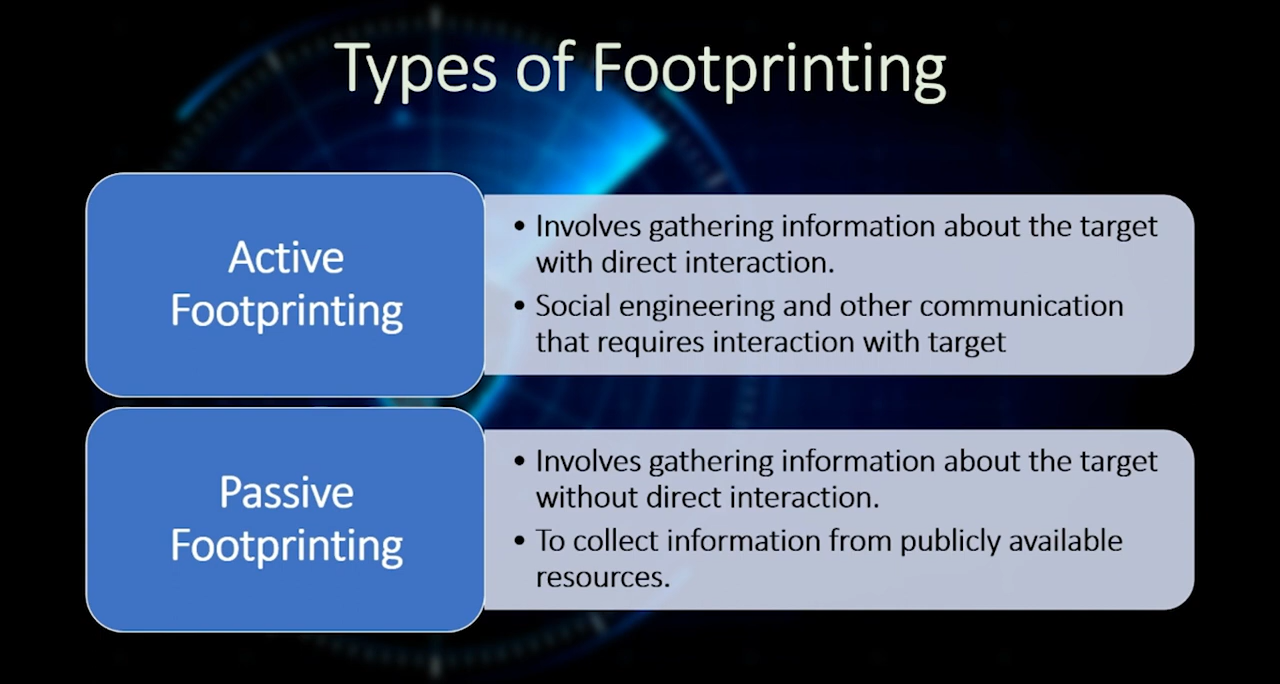 Types of Footprinting
Active
Footprinting
• Involves gathering information about the target
with direct interaction.
• Social engineering and other communication
that requires interaction with target
Passive
Footprinting
• Involves gathering information about the target
without direct interaction.
• To collect information from publicly available
resources.